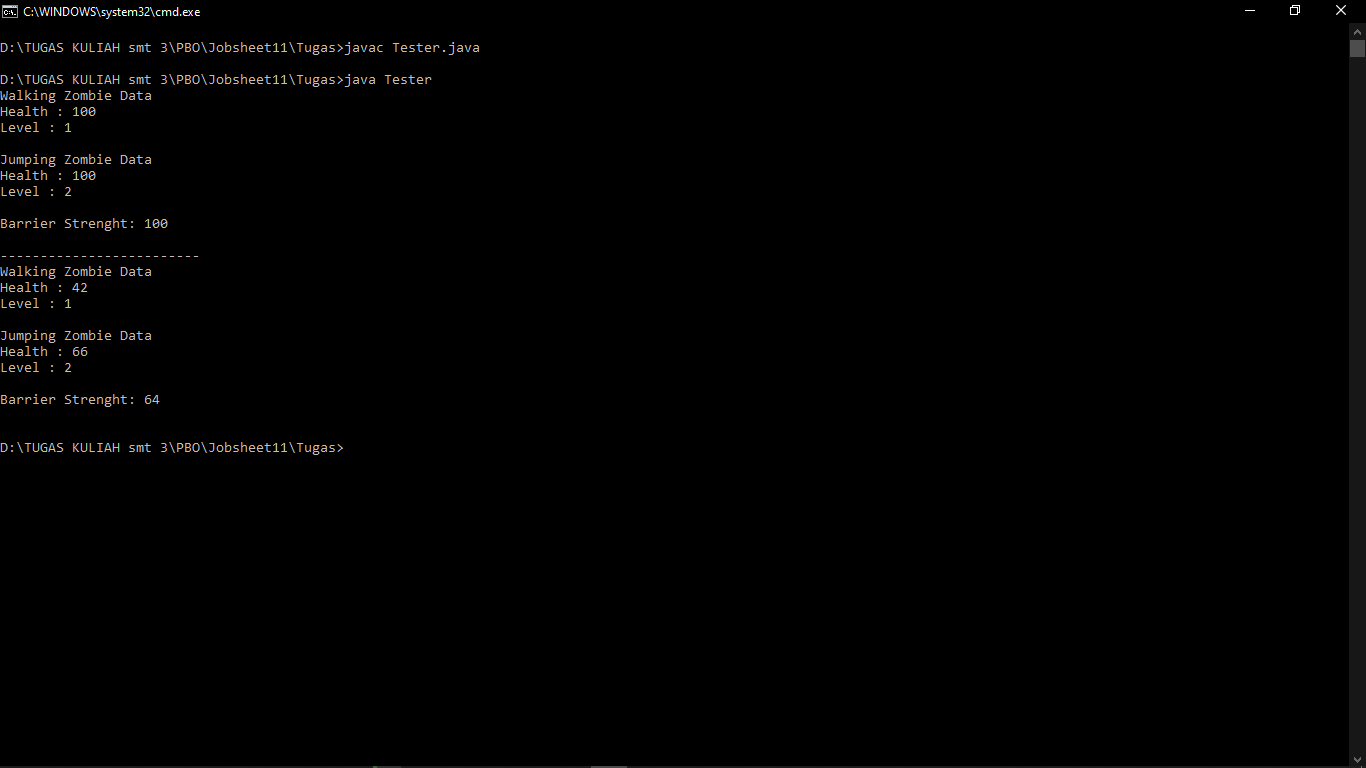 C:\WINDOWS\system32\cmd.exe
D:\TUGAS KULIAH smt 3\PBO\Jobsheet11\Tugas>javac Tester.java
D:\TUGAS KULIAH smt 3\PBO\Jobsheet11\Tugas>java Tester
Walking Zombie Data
Health : 100
Level : 1
Jumping Zombie Data
Health : 100
Level : 2
Barrier Strenght: 100
-------------------------
Walking Zombie Data
Health : 42
Level : 1
Jumping Zombie Data
Health : 66
Level : 2
Barrier Strenght: 64
D:\TUGAS KULIAH smt 3\PBO\Jobsheet11\Tugas>